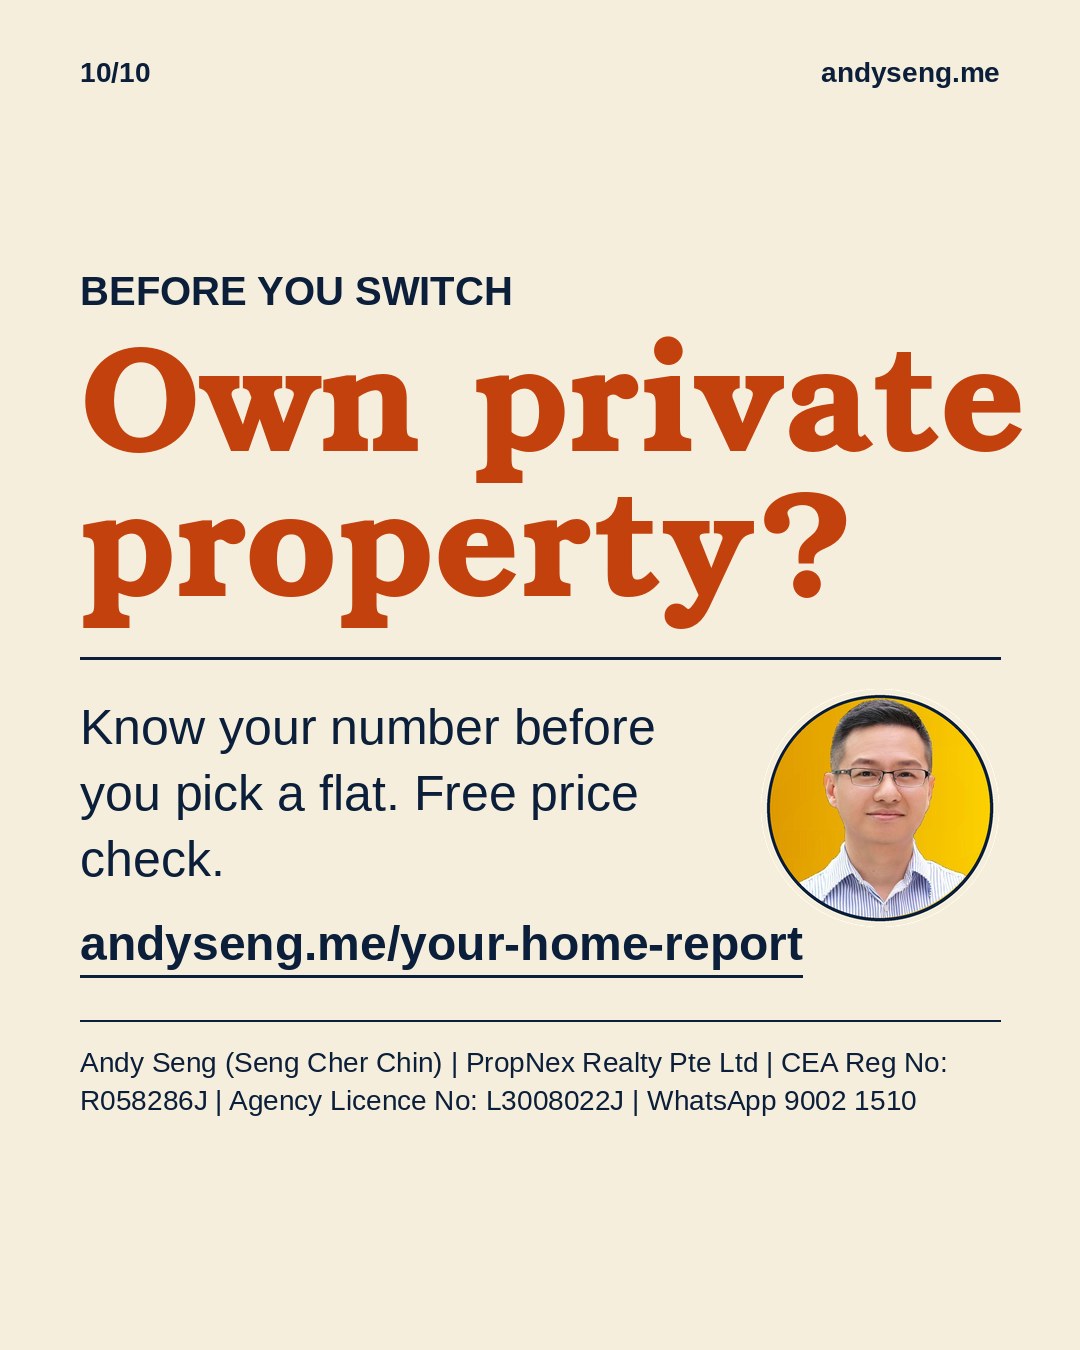 10/10
andyseng.me
BEFORE YOU SWITCH
Own private
property?
Know your number before
you pick a flat. Free price
check.
andyseng.me/your-home-report
Andy Seng (Seng Cher Chin) | PropNex Realty Pte Ltd | CEA Reg No:
R058286J | Agency Licence No: L3008022J | WhatsApp 9002 1510